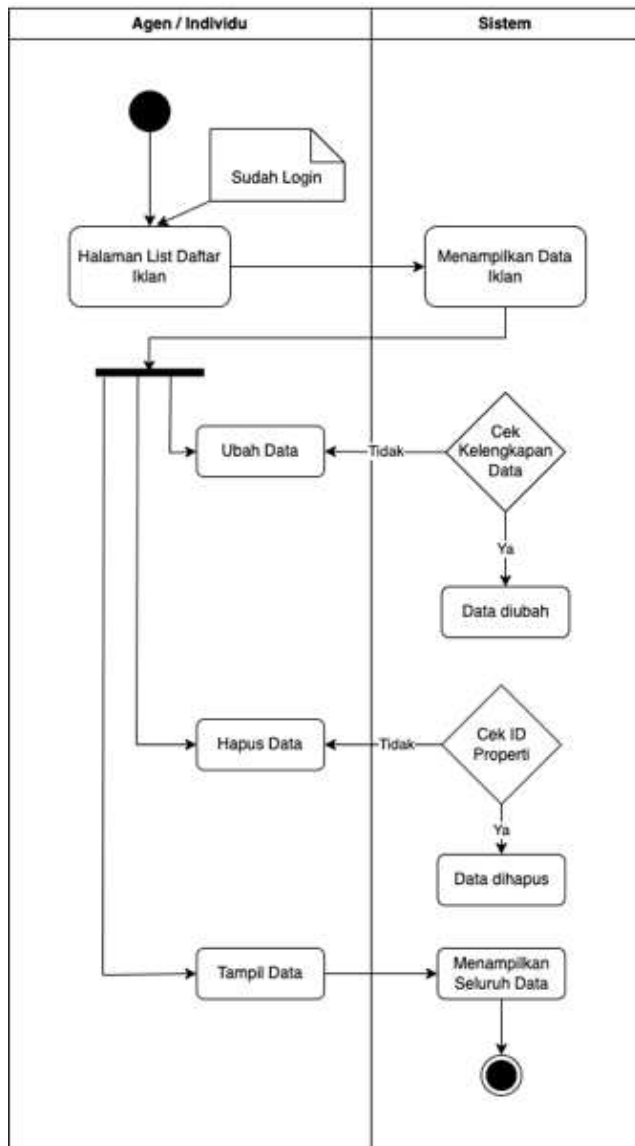 Agen / Individu
Sistem
Sudah Login
Halaman List Daftar
Iklan
Menampilkan Data
Iklan
Ubah Data
Tidak
Cek
Kelengkapan
Data
Ya
Data diubah
Hapus Data
Tidak
Cek ID
Properti
Ya
Data dihapus
Tampil Data
Menampilkan
Seluruh Data